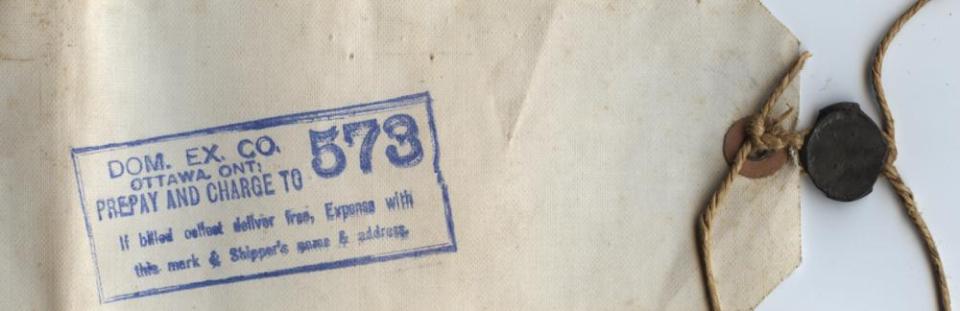 DOM. EX. CO. 573
OTTAWA. ONT.
PREPAY AND CHARGE TO
If billed collect deliver free, Expense with
this mark & Shipper's name & address.